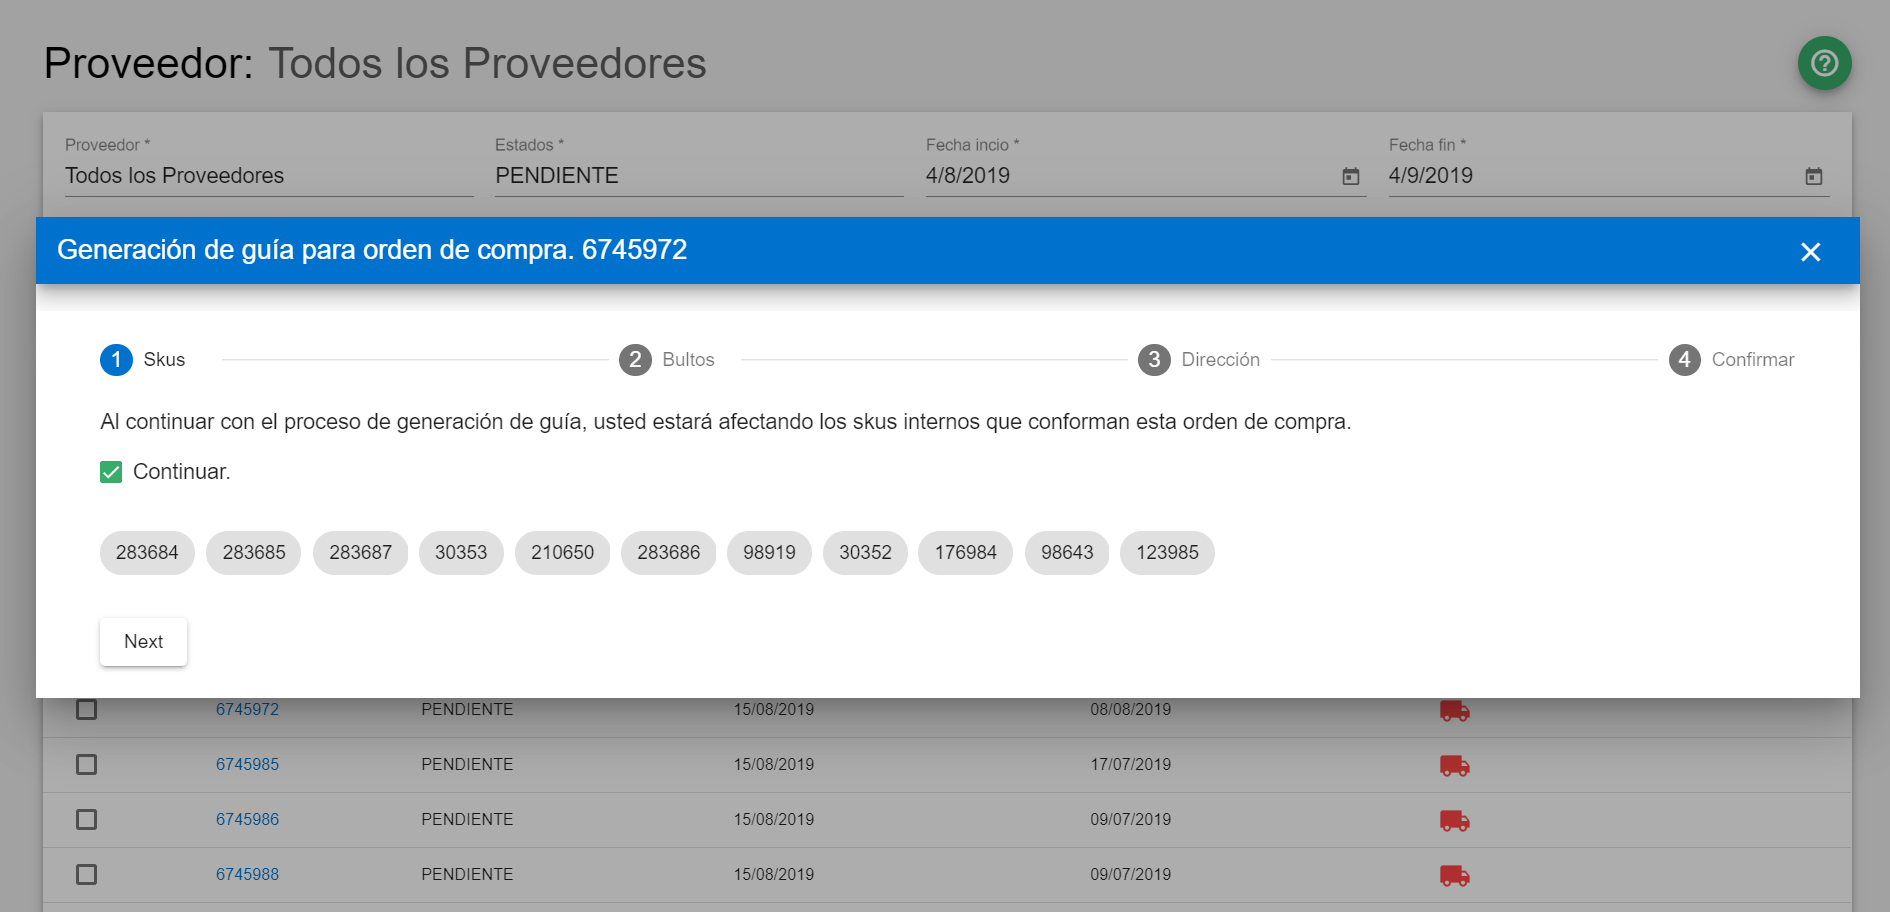 Proveedor: Todos los Proveedores
Proveedor * Estados * Fecha incio * Fecha fin *
Todos los Proveedores PENDIENTE 4/8/2019 4/9/2019
Generación de guía para orden de compra. 6745972
1 Skus 2 Bultos 3 Dirección 4 Confirmar
Al continuar con el proceso de generación de guía, usted estará afectando los skus internos que conforman esta orden de compra.
Continuar.
283684 283685 283687 30353 210650 283686 98919 30352 176984 98643 123985
Next
6745972 PENDIENTE 15/08/2019 08/08/2019
6745985 PENDIENTE 15/08/2019 17/07/2019
6745986 PENDIENTE 15/08/2019 09/07/2019
6745988 PENDIENTE 15/08/2019 09/07/2019